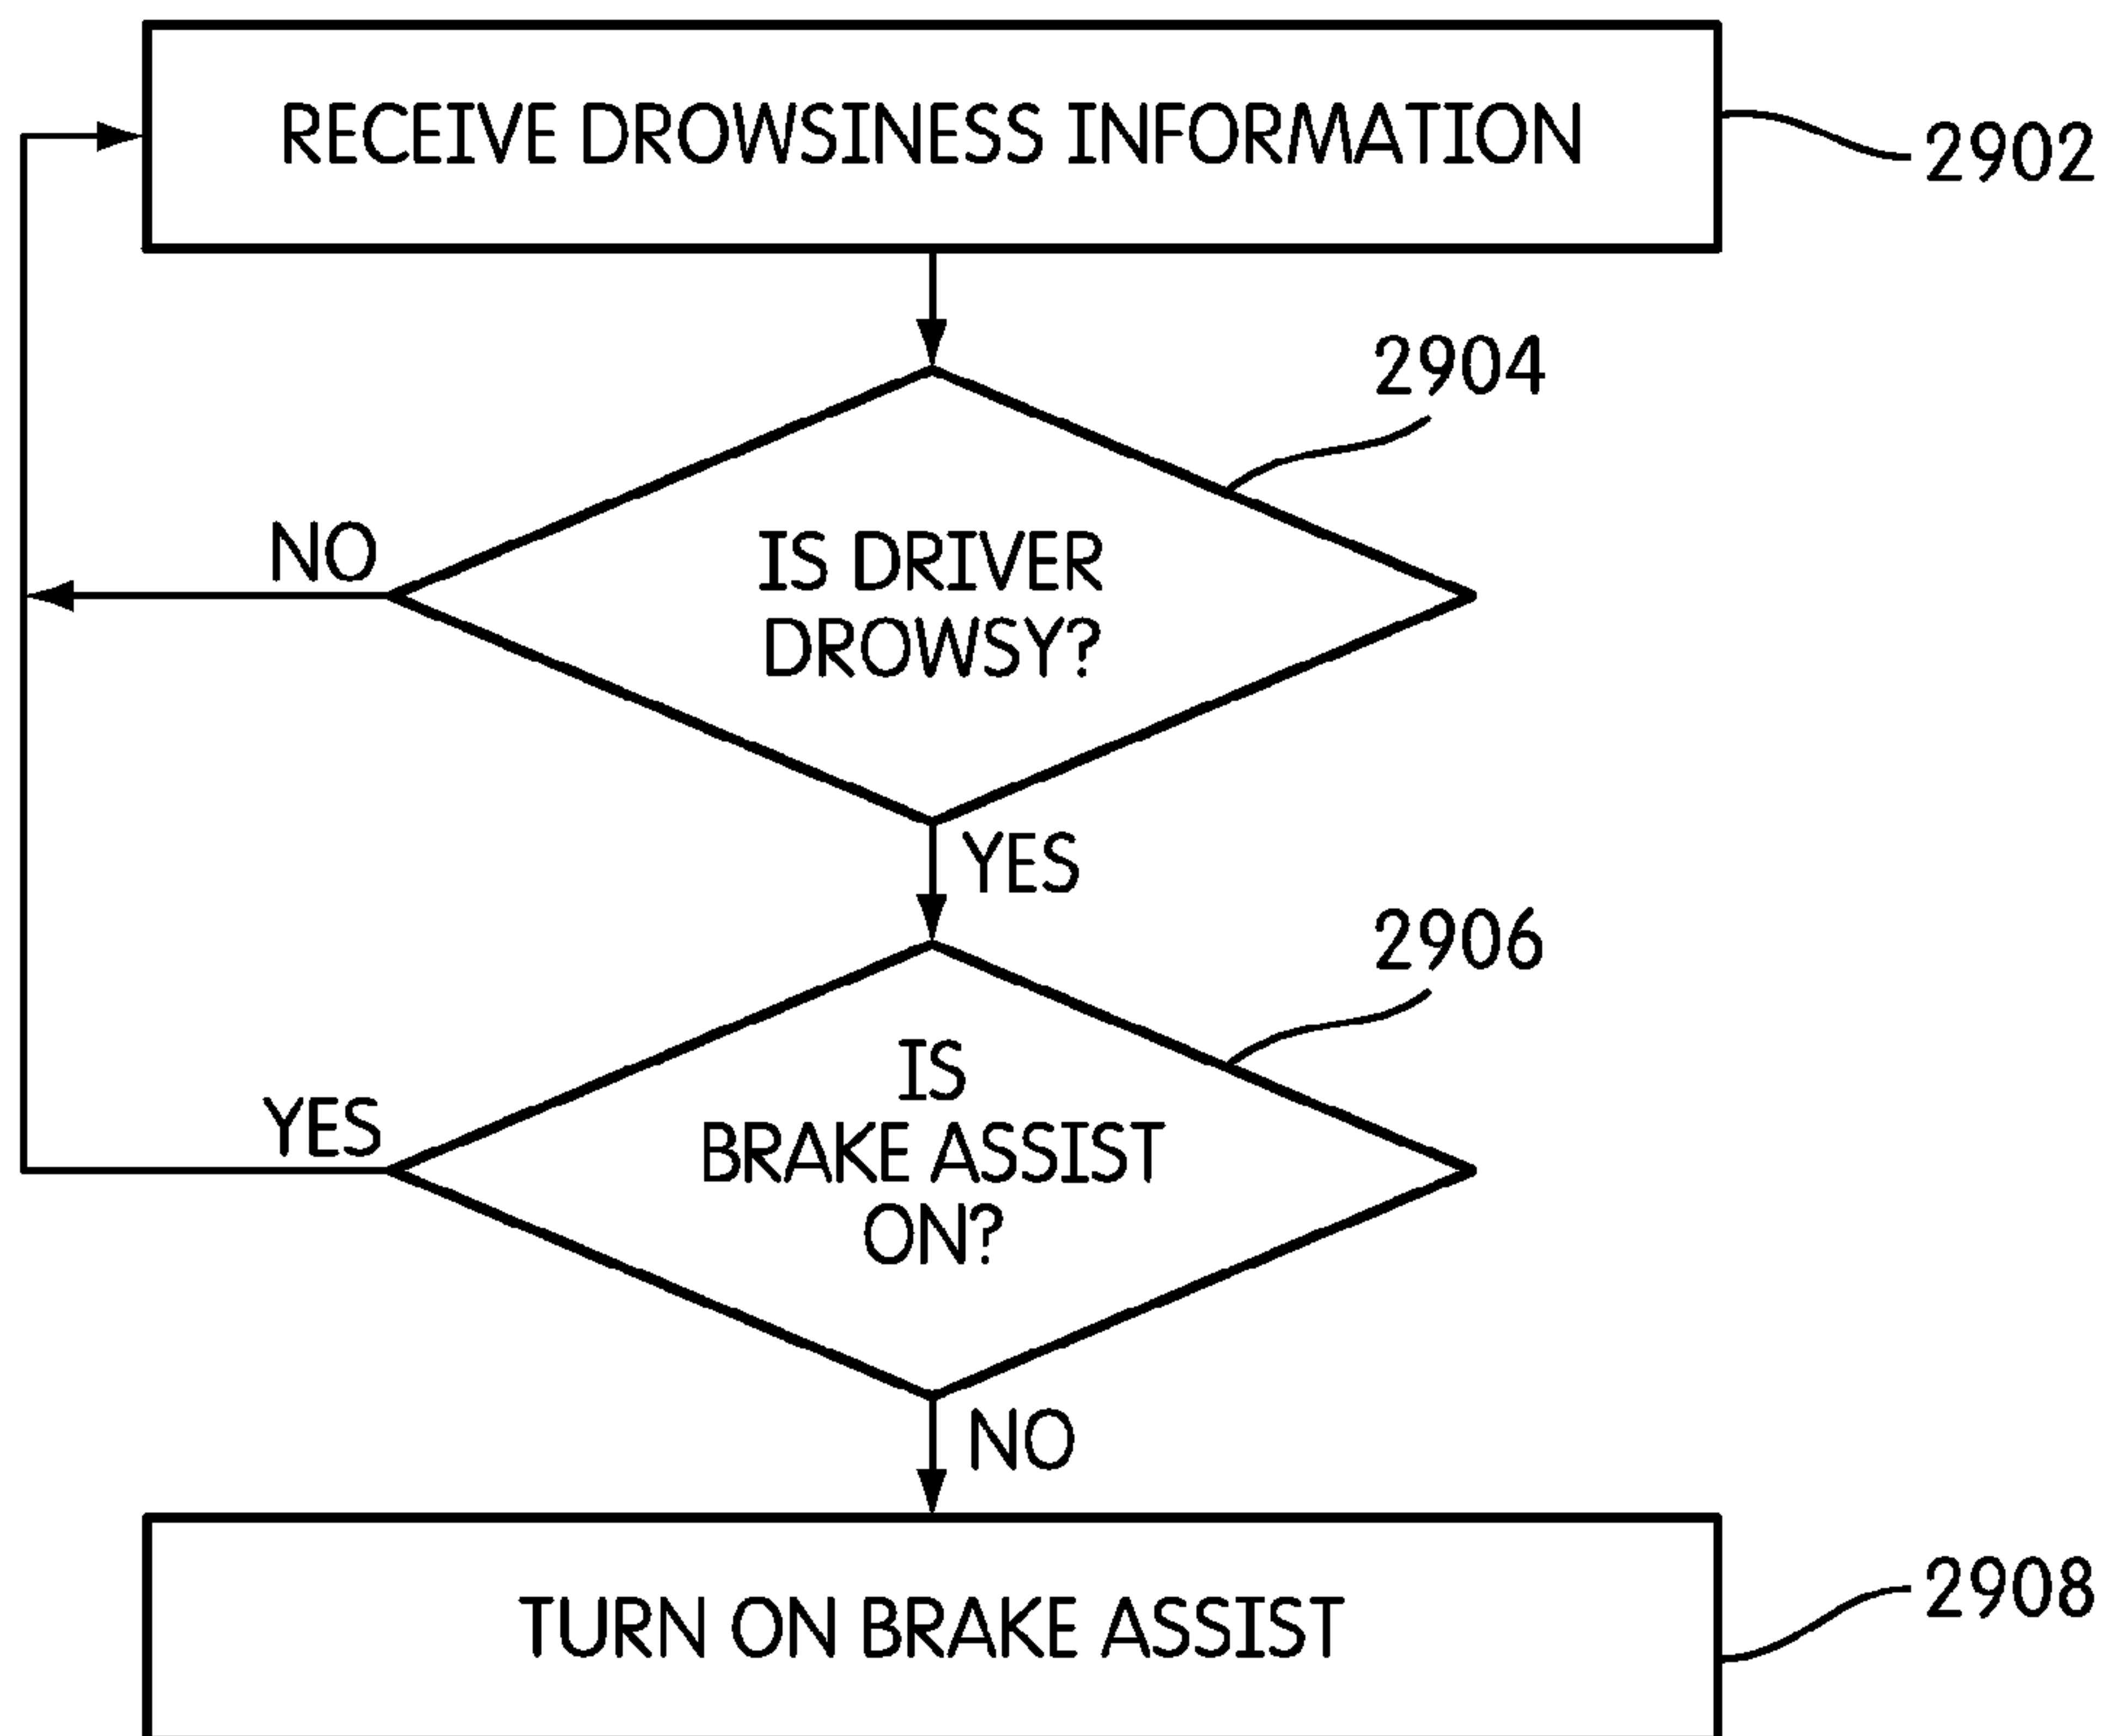 RECEIVE DROWSINESS INFORMATION
2902
2904
IS DRIVER
DROWSY?
NO
YES
2906
IS
BRAKE ASSIST
ON?
YES
NO
TURN ON BRAKE ASSIST
2908